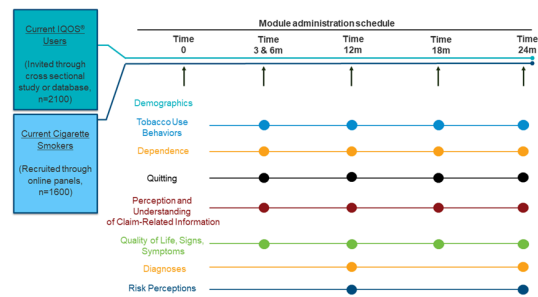 Module administration schedule
Current IQOS®
Users
(Invited through
cross sectional
study or database,
n=2100)
Time
0
Time
3 & 6m
Time
12m
Time
18m
Time
24m
Current Cigarette
Smokers
(Recruited through
online panels,
n=1600)
Demographics
Tobacco Use
Behaviors
Dependence
Quitting
Perception and
Understanding
of Claim-Related Information
Quality of Life, Signs,
Symptoms
Diagnoses
Risk Perceptions